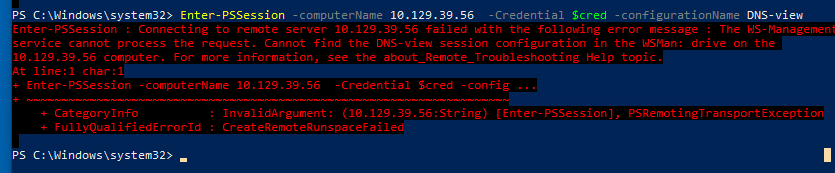 PS C:\Windows\system32> Enter-PSSession -computerName 10.129.39.56  -Credential $cred -configurationName DNS-view
Enter-PSSession : Connecting to remote server 10.129.39.56 failed with the following error message : The WS-Management
service cannot process the request. Cannot find the DNS-view session configuration in the WSMan: drive on the
10.129.39.56 computer. For more information, see the about_Remote_Troubleshooting Help topic.
At line:1 char:1
+ Enter-PSSession -computerName 10.129.39.56  -Credential $cred -config ...
+ ~~~~~~~~~~~~~~~~~~~~~~~~~~~~~~~~~~~~~~~~~~~~~~~~~~~~~~~~~~~~~~~~~~~~~
    + CategoryInfo          : InvalidArgument: (10.129.39.56:String) [Enter-PSSession], PSRemotingTransportException
    + FullyQualifiedErrorId : CreateRemoteRunspaceFailed
PS C:\Windows\system32> _